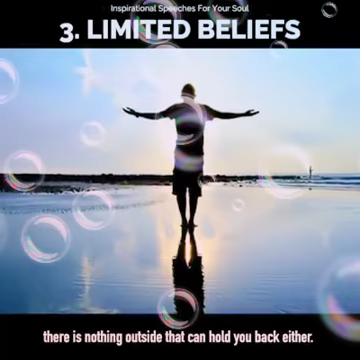 Inspirational Speeches For Your Soul
3. LIMITED BELIEFS
there is nothing outside that can hold you back either.